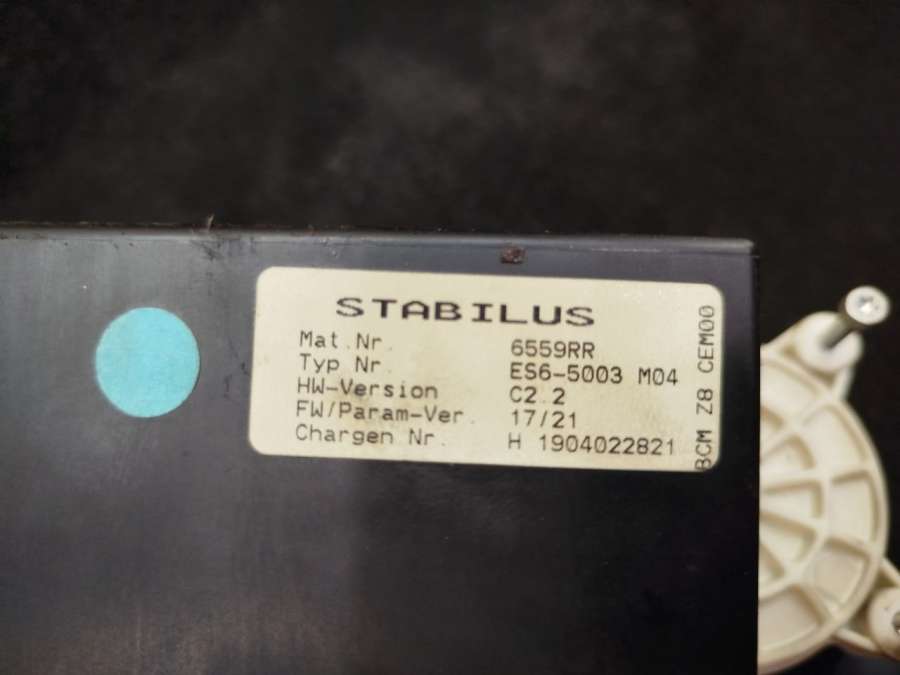 STABILUS
Mat.Nr. 6559RR
Typ Nr. ES6-5003 M04
HW-Version C2.2
FW/Param-Ver. 17/21
Chargen Nr. H 1904022821
BCM Z8 CEM00